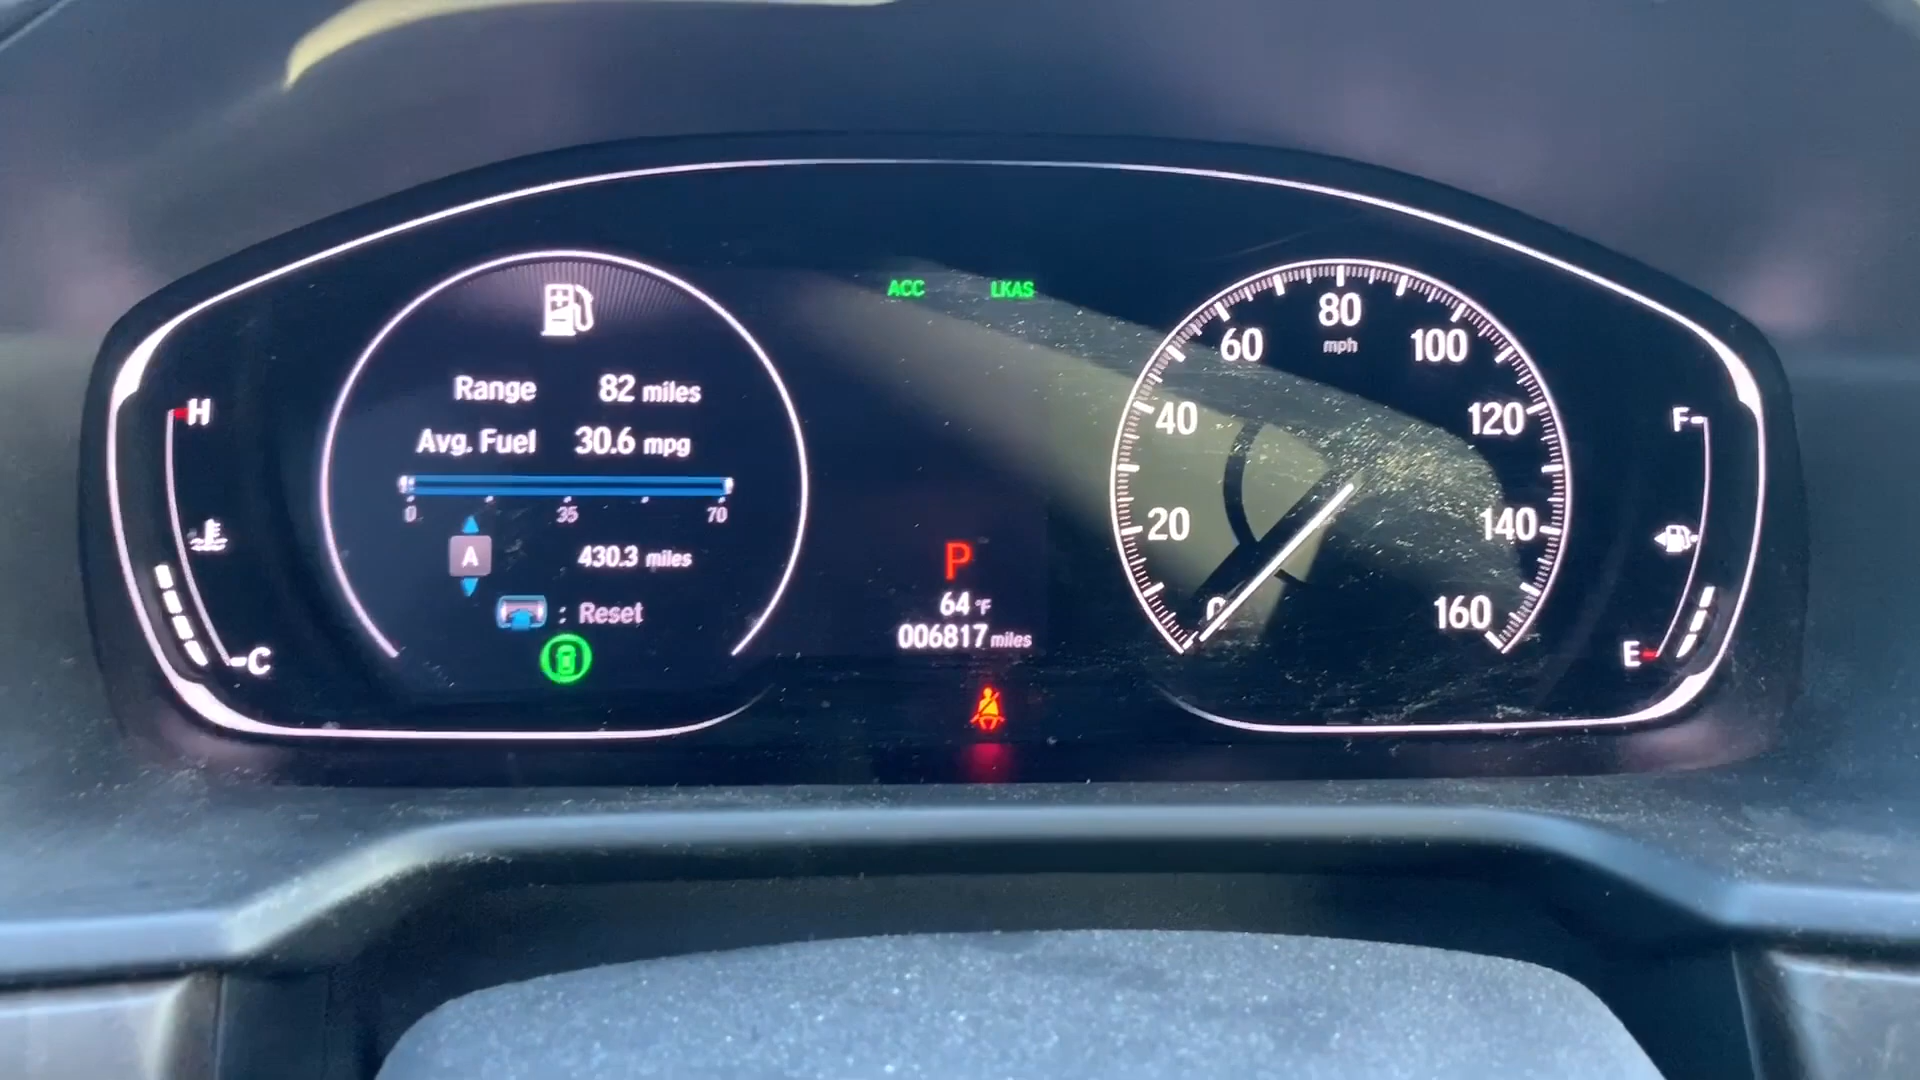 ACC LKAS
Range 82 miles
Avg. Fuel 30.6 mpg
0 35 70
A 430.3 miles
: Reset
H
C
P
64 °F
006817 miles
0
20
40
60
80
mph
100
120
140
160
F
E